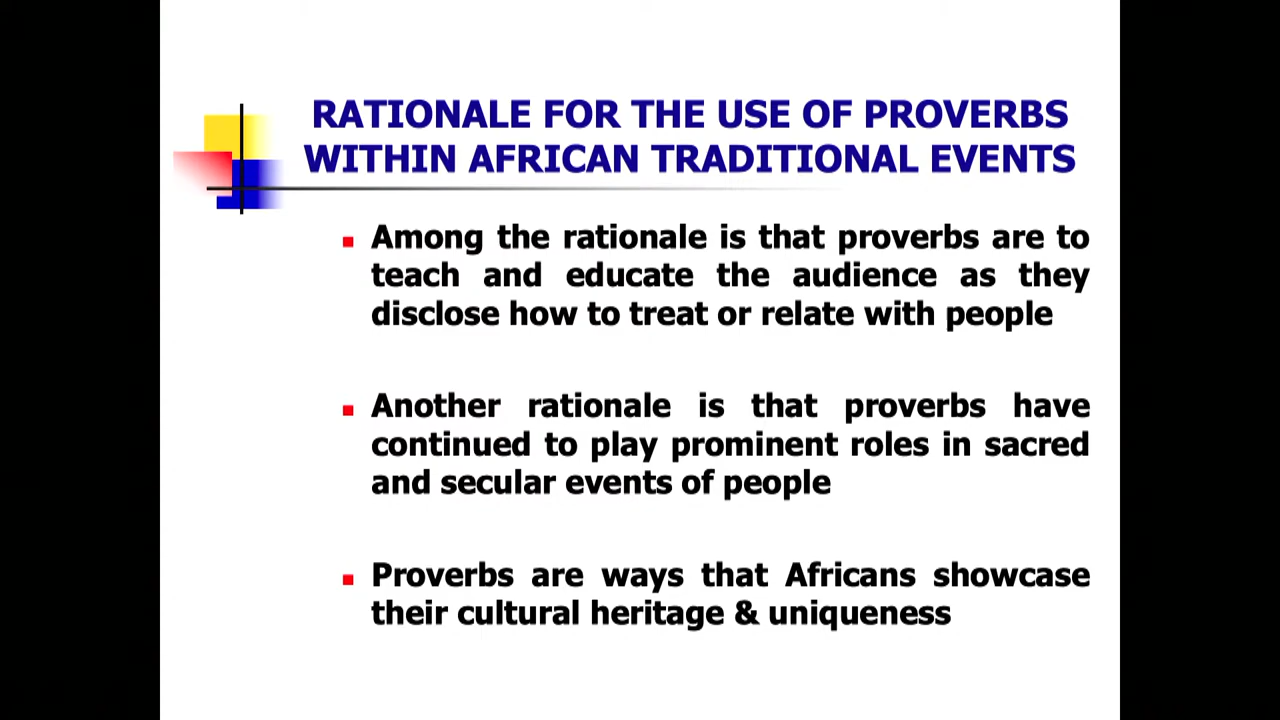 RATIONALE FOR THE USE OF PROVERBS
WITHIN AFRICAN TRADITIONAL EVENTS
Among the rationale is that proverbs are to
teach and educate the audience as they
disclose how to treat or relate with people
Another rationale is that proverbs have
continued to play prominent roles in sacred
and secular events of people
Proverbs are ways that Africans showcase
their cultural heritage & uniqueness